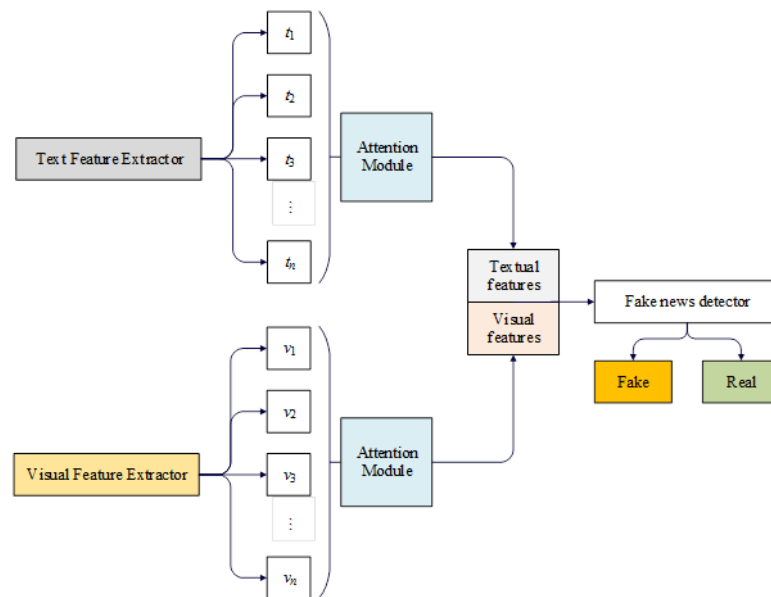 Text Feature Extractor
t1
t2
t3
⋮
tn
Attention
Module
Textual
features
Visual
features
Fake news detector
Fake
Real
Visual Feature Extractor
v1
v2
v3
⋮
vn
Attention
Module